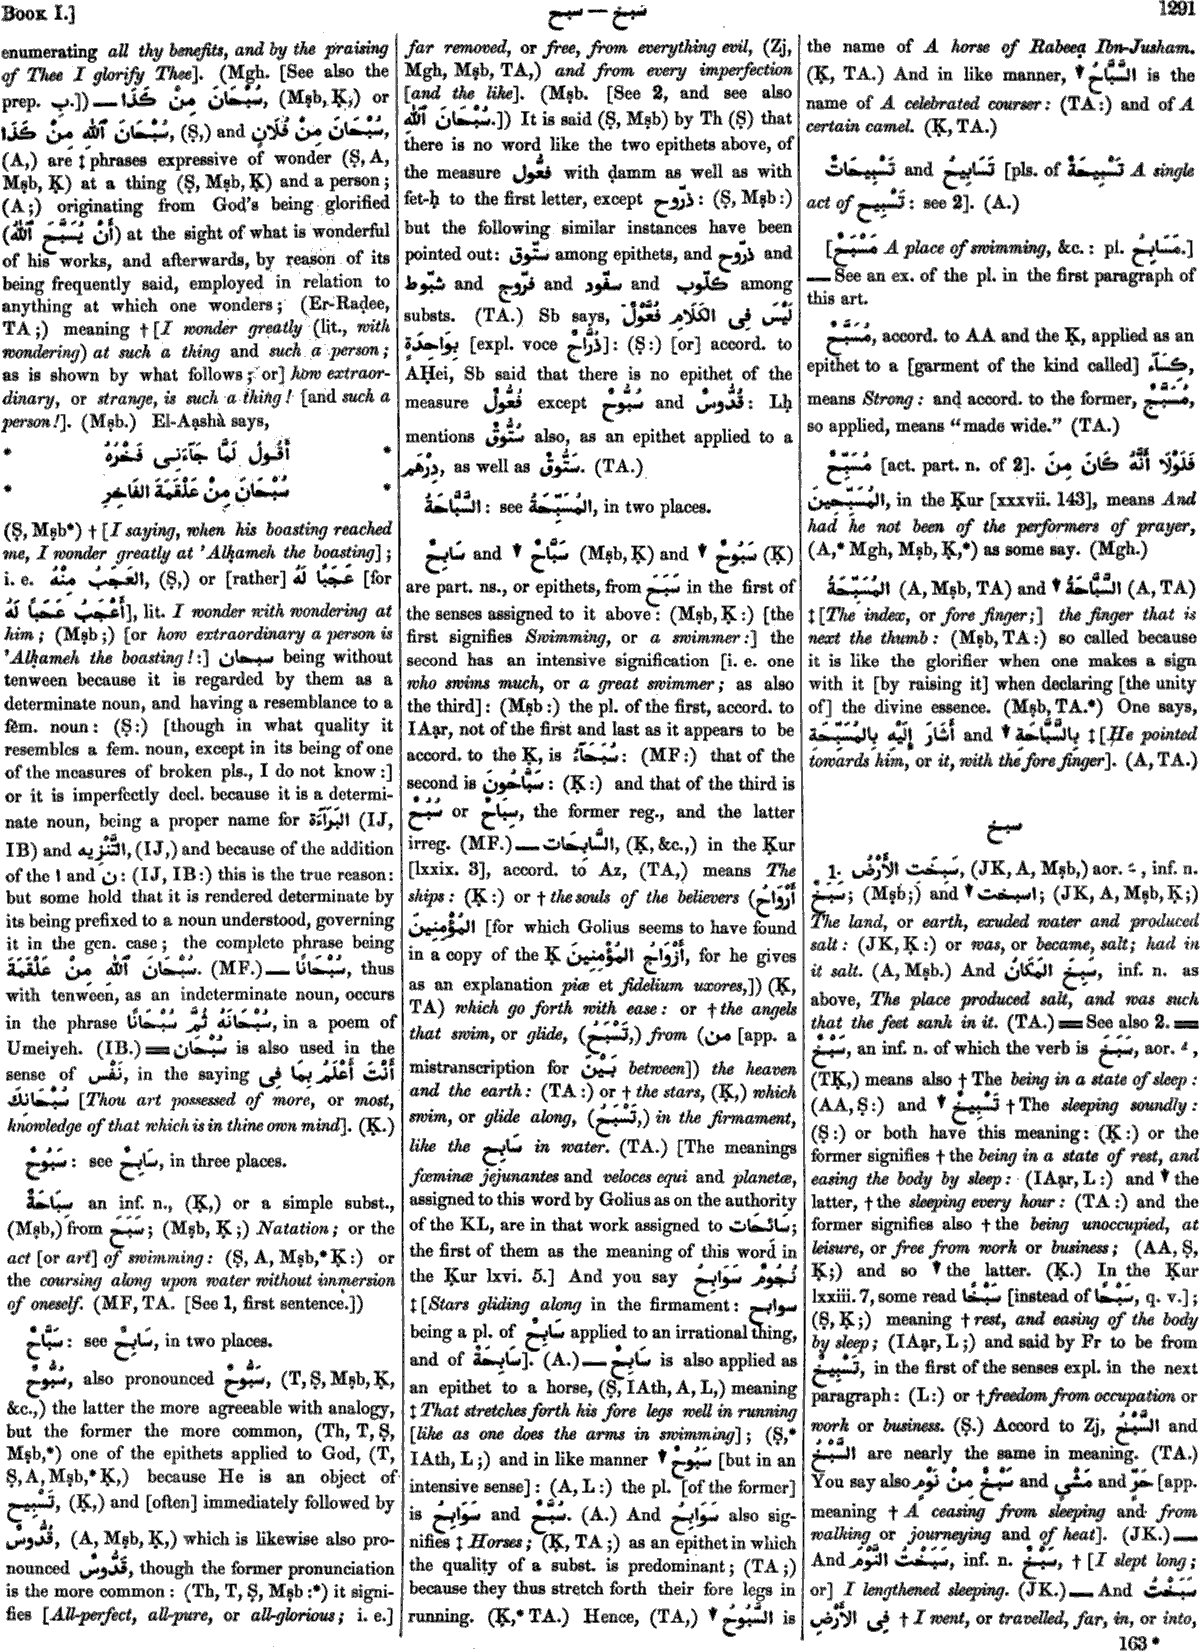 Book I.]
سبح — سبخ
1291
enumerating all thy benefits, and by the praising
of Thee I glorify Thee]. (Mgh. [See also the
prep. بِ.]) — سُبْحَانَ مِنْ كَذَا, (Mṣb, Ḳ,) or
سُبْحَانَ ٱللّٰهِ مِنْ كَذَا, (Ṣ,) and سُبْحَانَ مِنْ فُلَانٍ,
(A,) are ‡ phrases expressive of wonder (Ṣ, A,
Mṣb, Ḳ) at a thing (Ṣ, Mṣb, Ḳ) and a person;
(A;) originating from God's being glorified
(أَنْ يُسَبَّحَ ٱللّٰهُ) at the sight of what is wonderful
of his works, and afterwards, by reason of its
being frequently said, employed in relation to
anything at which one wonders; (Er-Raḍee,
TA;) meaning † [I wonder greatly (lit., with
wondering) at such a thing and such a person;
as is shown by what follows; or] how extraor-
dinary, or strange, is such a thing! [and such a
person!]. (Mṣb.) El-Aạshà says,
* أَقُولُ لَمَّا جَآءَنِى فَخْرُهُ *
* سُبْحَانَ مِنْ عَلْقَمَةَ الفَاخِرِ *
(Ṣ, Mṣb*) † [I saying, when his boasting reached
me, I wonder greatly at 'Alḳameh the boasting];
i. e. العَجَبُ مِنْهُ, (Ṣ,) or [rather] عَجَبًا لَهُ [for
أَعْجَبُ عَجَبًا لَهُ], lit. I wonder with wondering at
him; (Mṣb;) [or how extraordinary a person is
'Alḳameh the boasting!:] سبحان being without
tenween because it is regarded by them as a
determinate noun, and having a resemblance to a
fem. noun: (Ṣ:) [though in what quality it
resembles a fem. noun, except in its being of one
of the measures of broken pls., I do not know:]
or it is imperfectly decl. because it is a determi-
nate noun, being a proper name for البَرَآءَة (IJ,
IB) and التَّنْزِيه, (IJ,) and because of the addition
of the ا and ن: (IJ, IB:) this is the true reason:
but some hold that it is rendered determinate by
its being prefixed to a noun understood, governing
it in the gen. case; the complete phrase being
سُبْحَانَ ٱللّٰهِ مِنْ عَلْقَمَةَ. (MF.) — سُبْحَانًا, thus
with tenween, as an indeterminate noun, occurs
in the phrase سُبْحَانَهُ ثُمَّ سُبْحَانًا, in a poem of
Umeiyeh. (IB.) = سُبْحَان is also used in the
sense of نَفْس, in the saying أَنْتَ أَعْلَمُ بِمَا فِى
سُبْحَانِكَ [Thou art possessed of more, or most,
knowledge of that which is in thine own mind]. (Ḳ.)
سَبُوحٌ: see سَابِحٌ, in three places.
سِبَاحَةٌ an inf. n., (Ḳ,) or a simple subst.,
(Mṣb,) from سَبَحَ; (Mṣb, Ḳ;) Natation; or the
act [or art] of swimming: (Ṣ, A, Mṣb,* Ḳ:) or
the coursing along upon water without immersion
of oneself. (MF, TA. [See 1, first sentence.])
سَبَّاحٌ: see سَابِحٌ, in two places.
سُبُّوحٌ, also pronounced سَبُّوحٌ, (T, Ṣ, Mṣb, Ḳ,
&c.,) the latter the more agreeable with analogy,
but the former the more common, (Th, T, Ṣ,
Mṣb,*) one of the epithets applied to God, (T,
Ṣ, A, Mṣb,* Ḳ,) because He is an object of
تَسْبِيح, (Ḳ,) and [often] immediately followed by
قُدُّوسٌ, (A, Mṣb, Ḳ,) which is likewise also pro-
nounced قَدُّوسٌ, though the former pronunciation
is the more common: (Th, T, Ṣ, Mṣb:*) it signi-
fies [All-perfect, all-pure, or all-glorious; i. e.]
far removed, or free, from everything evil, (Zj,
Mgh, Mṣb, TA,) and from every imperfection
[and the like]. (Mṣb. [See 2, and see also
سُبْحَانَ ٱللّٰهِ.]) It is said (Ṣ, Mṣb) by Th (Ṣ) that
there is no word like the two epithets above, of
the measure فُعُّول with ḍamm as well as with
fet-ḥ to the first letter, except ذرّوح: (Ṣ, Mṣb:)
but the following similar instances have been
pointed out: ستّوق among epithets, and ذرّوح and
شبّوط and فرّوج and سفّود and كلّوب among
substs. (TA.) Sb says, لَيْسَ فِى الكَلَامِ فُعُّولٌ
بِوَاحِدَةٍ [expl. voce ذُرَّاحٌ]: (Ṣ:) [or] accord. to
AḤei, Sb said that there is no epithet of the
measure فُعُّولٌ except سُبُّوحٌ and قُدُّوسٌ: Lḥ
mentions سُتُّوقٌ also, as an epithet applied to a
دِرْهَم, as well as سَتُّوقٌ. (TA.)
السَّبَّاحَةُ: see المُسَبِّحَةُ, in two places.
سَابِحٌ and ▾ سَبَّاحٌ (Mṣb, Ḳ) and ▾ سَبُوحٌ (Ḳ)
are part. ns., or epithets, from سَبَحَ in the first of
the senses assigned to it above: (Mṣb, Ḳ:) [the
first signifies Swimming, or a swimmer:] the
second has an intensive signification [i. e. one
who swims much, or a great swimmer; as also
the third]: (Mṣb:) the pl. of the first, accord. to
IAạr, not of the first and last as it appears to be
accord. to the Ḳ, is سُبَحَآءُ: (MF:) that of the
second is سَبَّاحُونَ: (Ḳ:) and that of the third is
سُبُحٌ or سِبَاحٌ, the former reg., and the latter
irreg. (MF.) — السَّابِحَات, (Ḳ, &c.,) in the Ḳur
[lxxix. 3], accord. to Az, (TA,) means The
ships: (Ḳ:) or † the souls of the believers (أَرْوَاحُ
المُؤْمِنِينَ [for which Golius seems to have found
in a copy of the Ḳ أَزْوَاجُ المُؤْمِنِينَ, for he gives
as an explanation piæ et fidelium uxores,]) (Ḳ,
TA) which go forth with ease: or † the angels
that swim, or glide, (تَسْبَحُ,) from (من [app. a
mistranscription for بَيْنَ between]) the heaven
and the earth: (TA:) or † the stars, (Ḳ,) which
swim, or glide along, (تَسْبَحُ,) in the firmament,
like the سَابِح in water. (TA.) [The meanings
fœminæ jejunantes and veloces equi and planetæ,
assigned to this word by Golius as on the authority
of the KL, are in that work assigned to سَائِحَات;
the first of them as the meaning of this word in
the Ḳur lxvi. 5.] And you say نُجُومٌ سَوَابِحُ
‡ [Stars gliding along in the firmament: سوابح
being a pl. of سَابِحٌ applied to an irrational thing,
and of سَابِحَةٌ]. (A.) — سَابِحٌ is also applied as
an epithet to a horse, (Ṣ, IAth, A, L,) meaning
‡ That stretches forth his fore legs well in running
[like as one does the arms in swimming]; (Ṣ,*
IAth, L;) and in like manner ▾ سَبُوحٌ [but in an
intensive sense]: (A, L:) the pl. [of the former]
is سَوَابِحُ and سُبَّحٌ. (A.) And سَوَابِحُ also sig-
nifies ‡ Horses; (Ḳ, TA;) as an epithet in which
the quality of a subst. is predominant; (TA;)
because they thus stretch forth their fore legs in
running. (Ḳ,* TA.) Hence, (TA,) ▾ السَّبُوحُ is
the name of A horse of Rabeeạ Ibn-Jusham.
(Ḳ, TA.) And in like manner, ▾ السَّبَّاحُ is the
name of A celebrated courser: (TA:) and of A
certain camel. (Ḳ, TA.)
تَسْبِيحَاتٌ and تَسَابِيحُ [pls. of تَسْبِيحَةٌ A single
act of تَسْبِيح: see 2]. (A.)
[مَسْبَحٌ A place of swimming, &c.: pl. مَسَابِحُ.]
— See an ex. of the pl. in the first paragraph of
this art.
مُسَبَّحٌ, accord. to AA and the Ḳ, applied as an
epithet to a [garment of the kind called] كِسَآء,
means Strong: and accord. to the former, مُسَبَّجٌ,
so applied, means "made wide." (TA.)
مُسَبِّحٌ [act. part. n. of 2]. فَلَوْلَا أَنَّهُ كَانَ مِنَ
المُسَبِّحِينَ, in the Ḳur [xxxvii. 143], means And
had he not been of the performers of prayer,
(A,* Mgh, Mṣb, Ḳ,*) as some say. (Mgh.)
المُسَبِّحَةُ (A, Mṣb, TA) and ▾ السَّبَّاحَةُ (A, TA)
‡ [The index, or fore finger;] the finger that is
next the thumb: (Mṣb, TA:) so called because
it is like the glorifier when one makes a sign
with it [by raising it] when declaring [the unity
of] the divine essence. (Mṣb, TA.*) One says,
أَشَارَ إِلَيْهِ بِالمُسَبِّحَةِ and ▾ بِالسَّبَّاحَةِ ‡ [He pointed
towards him, or it, with the fore finger]. (A, TA.)
سبخ
1. سَبِخَت الأَرْضُ, (JK, A, Mṣb,) aor. ـَ, inf. n.
سَبَخٌ; (Mṣb;) and ▾ اسبخت; (JK, A, Mṣb, Ḳ;)
The land, or earth, exuded water and produced
salt: (JK, Ḳ:) or was, or became, salt; had in
it salt. (A, Mṣb.) And سَبِخَ المَكَانُ, inf. n. as
above, The place produced salt, and was such
that the feet sank in it. (TA.) = See also 2. =
سَبْخٌ, an inf. n. of which the verb is سَبَخَ, aor. ـُ,
(TḲ,) means also † The being in a state of sleep:
(AA, Ṣ:) and ▾ تَسْبِيخٌ † The sleeping soundly:
(Ṣ:) or both have this meaning: (Ḳ:) or the
former signifies † the being in a state of rest, and
easing the body by sleep: (IAạr, L:) and ▾ the
latter, † the sleeping every hour: (TA:) and the
former signifies also † the being unoccupied, at
leisure, or free from work or business; (AA, Ṣ,
Ḳ;) and so ▾ the latter. (Ḳ.) In the Ḳur
lxxiii. 7, some read سَبْخًا [instead of سَبْحًا, q. v.];
(Ṣ, Ḳ;) meaning † rest, and easing of the body
by sleep; (IAạr, L;) and said by Fr to be from
تَسْبِيخٌ, in the first of the senses expl. in the next
paragraph: (L:) or † freedom from occupation or
work or business. (Ṣ.) Accord to Zj, السَّبْحُ and
السَّبْخُ are nearly the same in meaning. (TA.)
You say also سَبْخٌ مِنْ نَوْمٍ and مَشْىٍ and حَرٍّ [app.
meaning † A ceasing from sleeping and from
walking or journeying and of heat]. (JK.) —
And سَبَخْتُ النَّوْمَ, inf. n. سَبْخٌ, † [I slept long;
or] I lengthened sleeping. (JK.) — And سَبَخْتُ
فِى الأَرْضِ † I went, or travelled, far, in, or into,
163 *